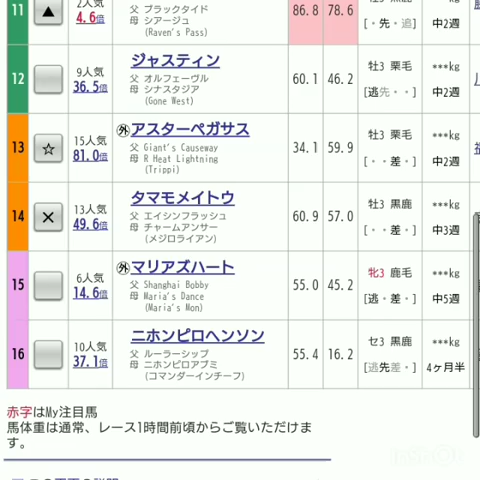 11 ▲ 2人気 父 ブラックタイド 86.8 78.6
4.6倍 母 シアージュ [・先・追] 中2週
(Raven's Pass)
ジャスティン
12 9人気 父 オルフェーヴル 60.1 46.2 牡3 栗毛 ***kg
36.5倍 母 シナスタジア [逃先・・] 中2週
(Gone West)
外 アスターペガサス
13 ☆ 15人気 父 Giant's Causeway 34.1 59.9 牡3 栗毛 ***kg
81.0倍 母 R Heat Lightning [・・差・] 中2週
(Trippi)
タマモメイトウ
14 × 13人気 父 エイシンフラッシュ 60.9 57.0 牡3 黒鹿 ***kg
49.6倍 母 チャームアンサー [・・差・] 中3週
(メジロライアン)
外 マリアズハート
15 6人気 父 Shanghai Bobby 55.0 45.2 牝3 鹿毛 ***kg
14.6倍 母 Maria's Dance [逃・差・] 中5週
(Maria's Mon)
ニホンピロヘンソン
16 10人気 父 ルーラーシップ 55.4 16.2 セ3 黒鹿 ***kg
37.1倍 母 ニホンピロアプミ [逃先差・] 4ヶ月半
(コマンダーインチーフ)
赤字はMy注目馬
馬体重は通常、レース1時間前頃からご覧いただけま
す。